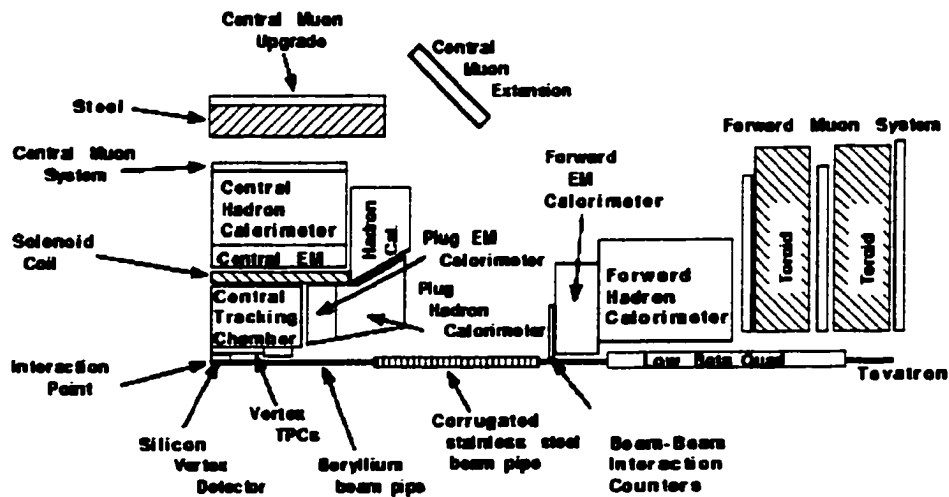 Central Muon
Upgrade
Central
Muon
Extension
Steel
Forward Muon System
Central Muon
System
Forward
EM
Calorimeter
Central
Hadron
Calorimeter
Hadron
Cal.
Plug EM
Calorimeter
Toroid
Toroid
Solenoid
Coil
Central EM
Forward
Hadron
Calorimeter
Central
Tracking
Chamber
Plug
Hadron
Calorimeter
Interaction
Point
Low Beta Quad
Tevatron
Vertex
TPCs
Silicon
Vertex
Detector
Beryllium
beam pipe
Corrugated
stainless steel
beam pipe
Beam-Beam
Interaction
Counters